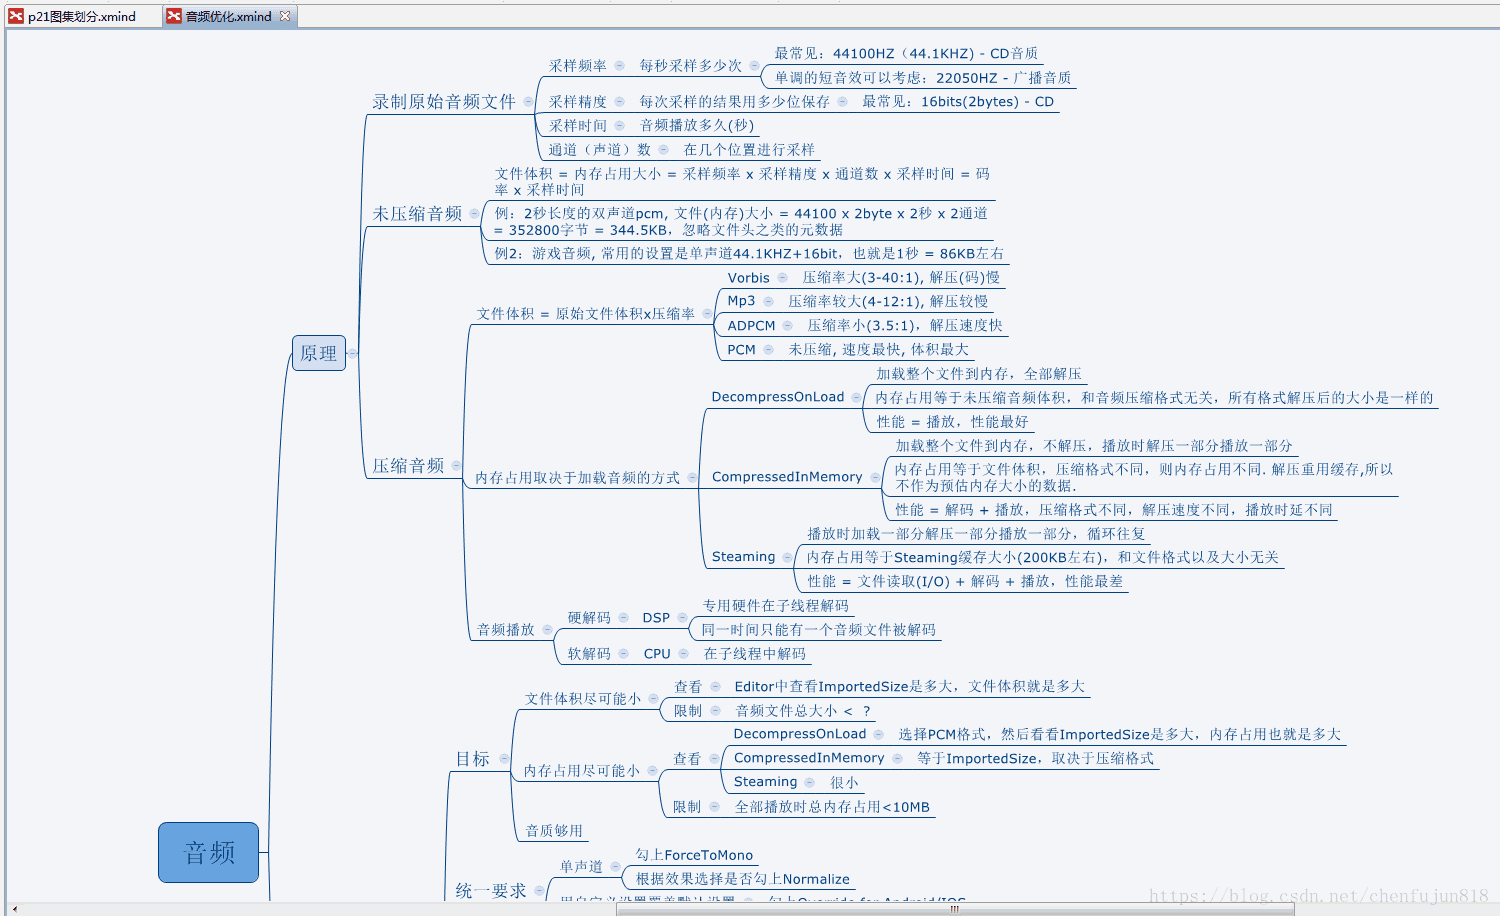 p21图集划分.xmind
音频优化.xmind
最常见：44100HZ（44.1KHZ) - CD音质
采样频率
每秒采样多少次
单调的短音效可以考虑：22050HZ - 广播音质
录制原始音频文件
采样精度
每次采样的结果用多少位保存
最常见：16bits(2bytes) - CD
采样时间
音频播放多久(秒)
通道（声道）数
在几个位置进行采样
文件体积 = 内存占用大小 = 采样频率 x 采样精度 x 通道数 x 采样时间 = 码
率 x 采样时间
未压缩音频
例：2秒长度的双声道pcm, 文件(内存)大小 = 44100 x 2byte x 2秒 x 2通道
= 352800字节 = 344.5KB，忽略文件头之类的元数据
例2：游戏音频, 常用的设置是单声道44.1KHZ+16bit，也就是1秒 = 86KB左右
Vorbis
压缩率大(3-40:1), 解压(码)慢
文件体积 = 原始文件体积x压缩率
Mp3
压缩率较大(4-12:1), 解压较慢
ADPCM
压缩率小(3.5:1)，解压速度快
PCM
未压缩, 速度最快, 体积最大
原理
加载整个文件到内存，全部解压
DecompressOnLoad
内存占用等于未压缩音频体积，和音频压缩格式无关，所有格式解压后的大小是一样的
性能 = 播放，性能最好
压缩音频
加载整个文件到内存，不解压，播放时解压一部分播放一部分
内存占用取决于加载音频的方式
CompressedInMemory
内存占用等于文件体积，压缩格式不同，则内存占用不同. 解压重用缓存,所以
不作为预估内存大小的数据.
性能 = 解码 + 播放，压缩格式不同，解压速度不同，播放时延不同
播放时加载一部分解压一部分播放一部分，循环往复
Steaming
内存占用等于Steaming缓存大小(200KB左右)，和文件格式以及大小无关
性能 = 文件读取(I/O) + 解码 + 播放，性能最差
专用硬件在子线程解码
硬解码
DSP
音频播放
同一时间只能有一个音频文件被解码
软解码
CPU
在子线程中解码
查看
Editor中查看ImportedSize是多大，文件体积就是多大
文件体积尽可能小
限制
音频文件总大小 < ？
DecompressOnLoad
选择PCM格式，然后看看ImportedSize是多大，内存占用也就是多大
目标
查看
CompressedInMemory
等于ImportedSize，取决于压缩格式
内存占用尽可能小
Steaming
很小
限制
全部播放时总内存占用<10MB
音质够用
音频
勾上ForceToMono
单声道
根据效果选择是否勾上Normalize
统一要求
用自定义设置覆盖默认设置
勾上Override for Android/IOS
https://blog.csdn.net/chenfujun818